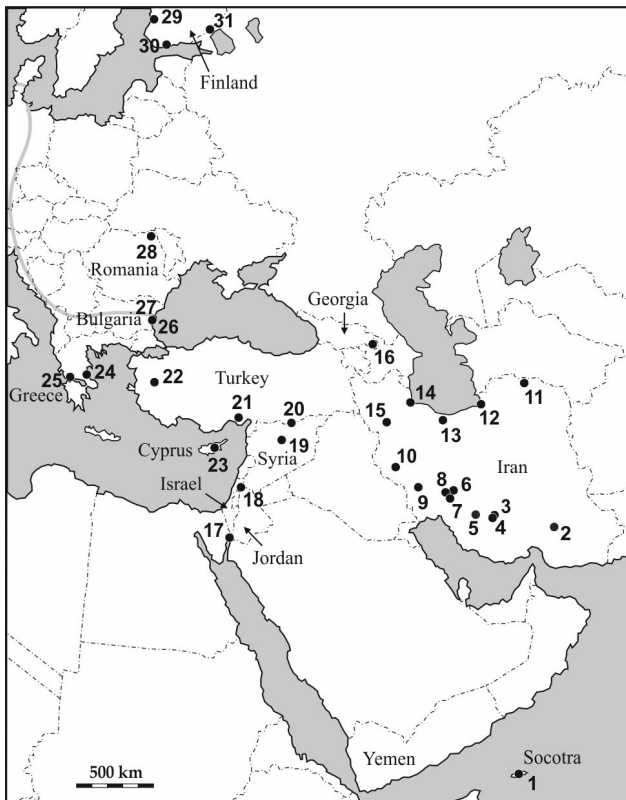 29
31
30
Finland
28
Romania
27
Bulgaria
26
Georgia
16
25
24
22
Greece
Turkey
14
11
21
20
15
12
13
Cyprus
23
19
Syria
10
Iran
Israel
18
8
6
9
7
3
5
4
2
17
Jordan
500 km
Yemen
Socotra
1